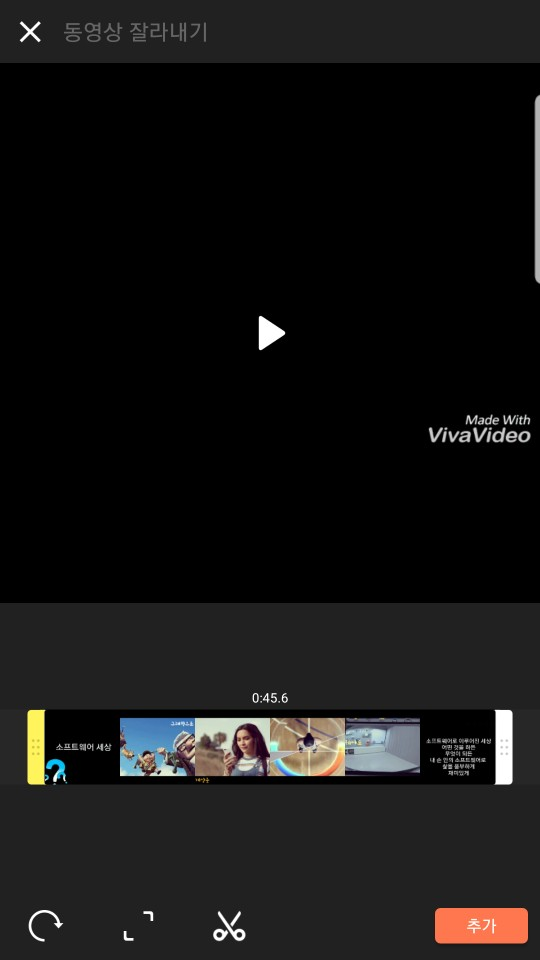 동영상 잘라내기
Made With
VivaVideo
0:45.6
소프트웨어 세상
?
소프트웨어로 이루어진 세상
어떤 것을 하든
무엇이 되든
내 손 안의 소프트웨어로
삶을 풍부하게
재미있게
추가